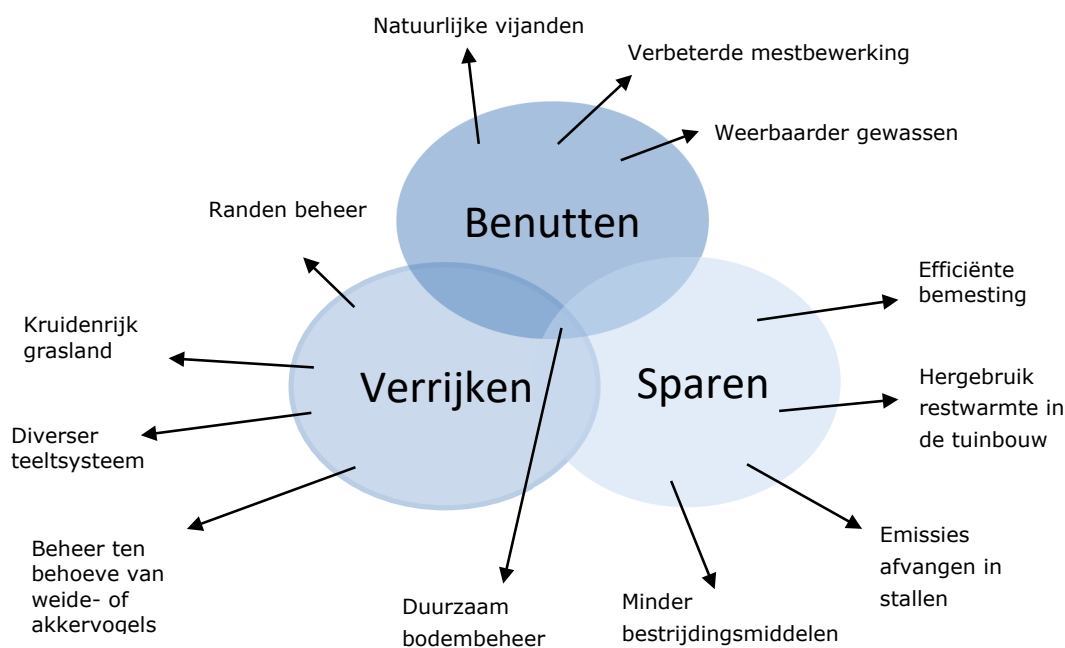 Natuurlijke vijanden
Verbeterde mestbewerking
Weerbaarder gewassen
Randen beheer
Benutten
Efficiënte
bemesting
Kruidenrijk
grasland
Verrijken
Sparen
Hergebruik
restwarmte in
de tuinbouw
Diverser
teeltsysteem
Beheer ten
behoeve van
weide- of
akkervogels
Duurzaam
bodembeheer
Minder
bestrijdingsmiddelen
Emissies
afvangen in
stallen